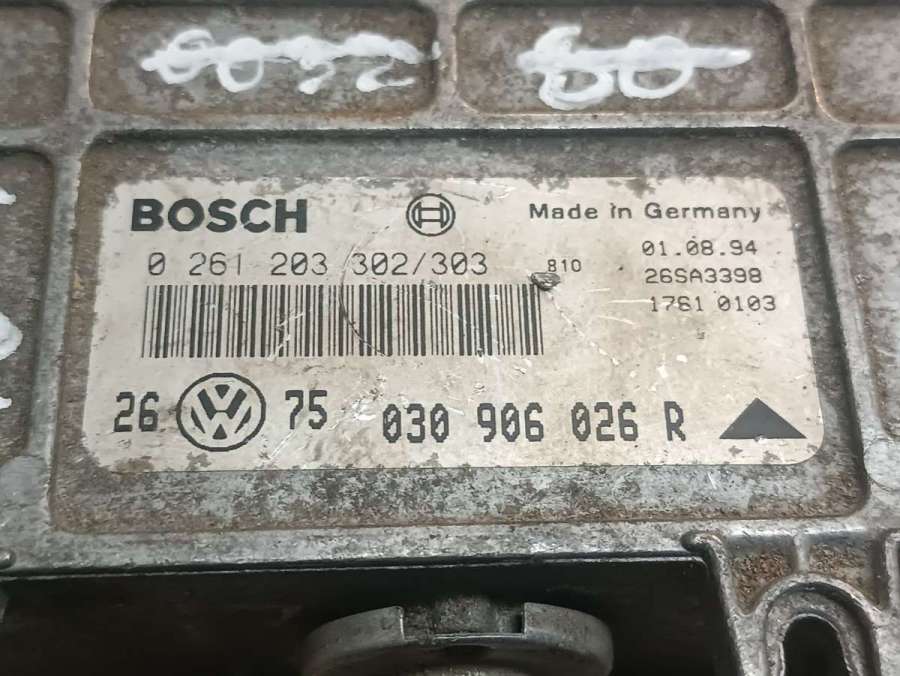 BOSCH Made in Germany
0 261 203 302/303 810 01.08.94
26SA3398
1761 0103
26 75 030 906 026 R